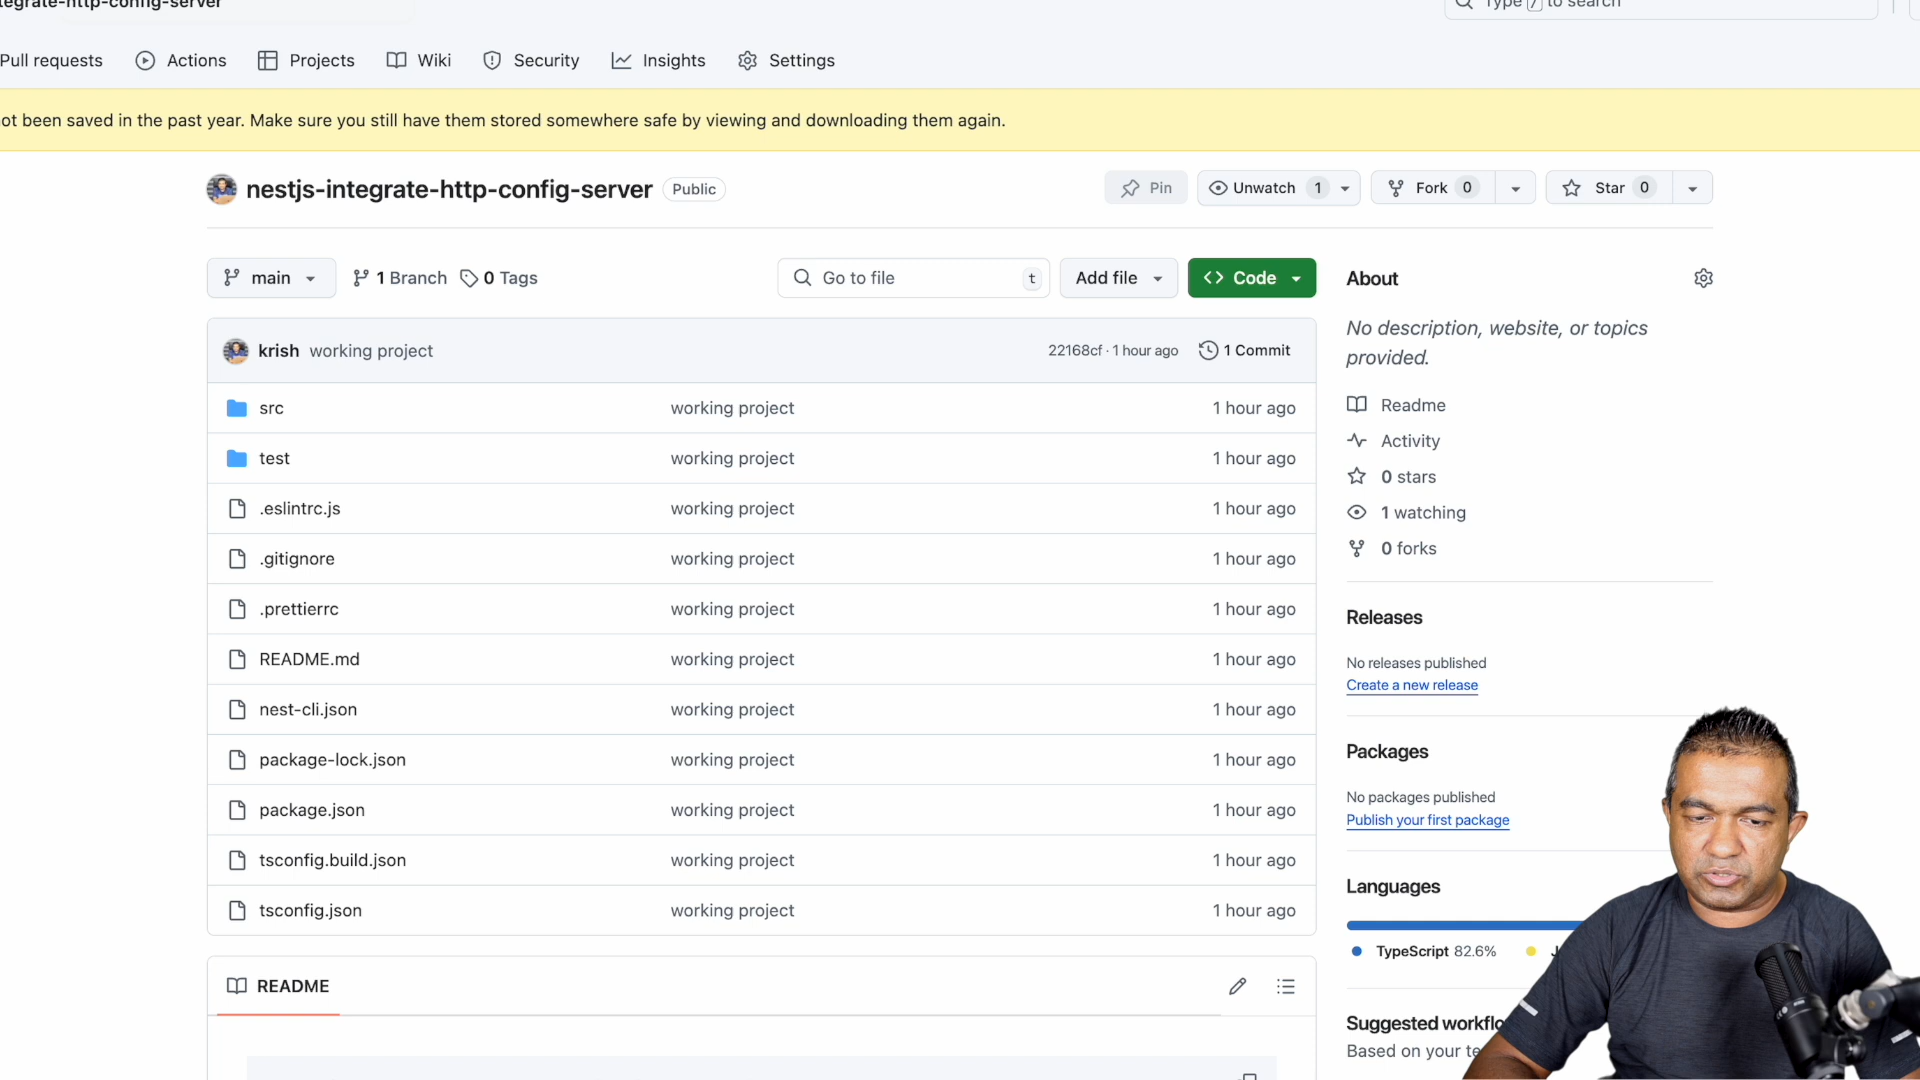 Type / to search
Pull requests
Actions
Projects
Wiki
Security
Insights
Settings
been saved in the past year. Make sure you still have them stored somewhere safe by viewing and downloading them again.
nestjs-integrate-http-config-server
Public
Pin
Unwatch 1
Fork 0
Star 0
main
1 Branch
0 Tags
Go to file
t
Add file
<> Code
About
No description, website, or topics
provided.
krish working project
22168cf · 1 hour ago
1 Commit
src working project 1 hour ago
test working project 1 hour ago
.eslintrc.js working project 1 hour ago
.gitignore working project 1 hour ago
.prettierrc working project 1 hour ago
README.md working project 1 hour ago
nest-cli.json working project 1 hour ago
package-lock.json working project 1 hour ago
package.json working project 1 hour ago
tsconfig.build.json working project 1 hour ago
tsconfig.json working project 1 hour ago
README
Readme
Activity
0 stars
1 watching
0 forks
Releases
No releases published
Create a new release
Packages
No packages published
Publish your first package
Languages
TypeScript 82.6%
Suggested
Based on your